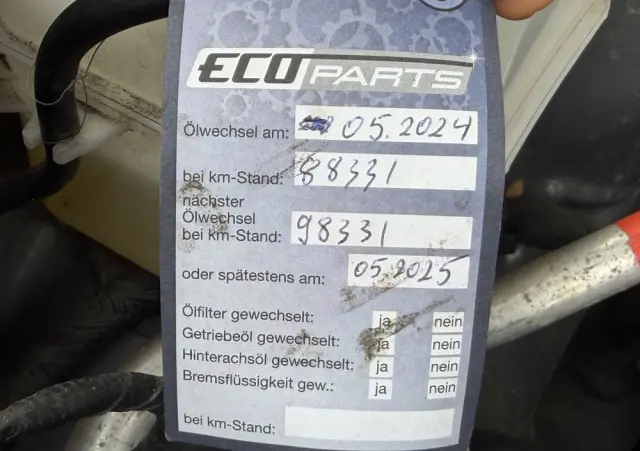 ECO PARTS
Ölwechsel am: 05.2024
bei km-Stand: 88331
nächster
Ölwechsel
bei km-Stand: 98331
oder spätestens am: 05.2025
Ölfilter gewechselt: ja nein
Getriebeöl gewechselt: ja nein
Hinterachsöl gewechselt: ja nein
Bremsflüssigkeit gew.: ja nein
bei km-Stand: